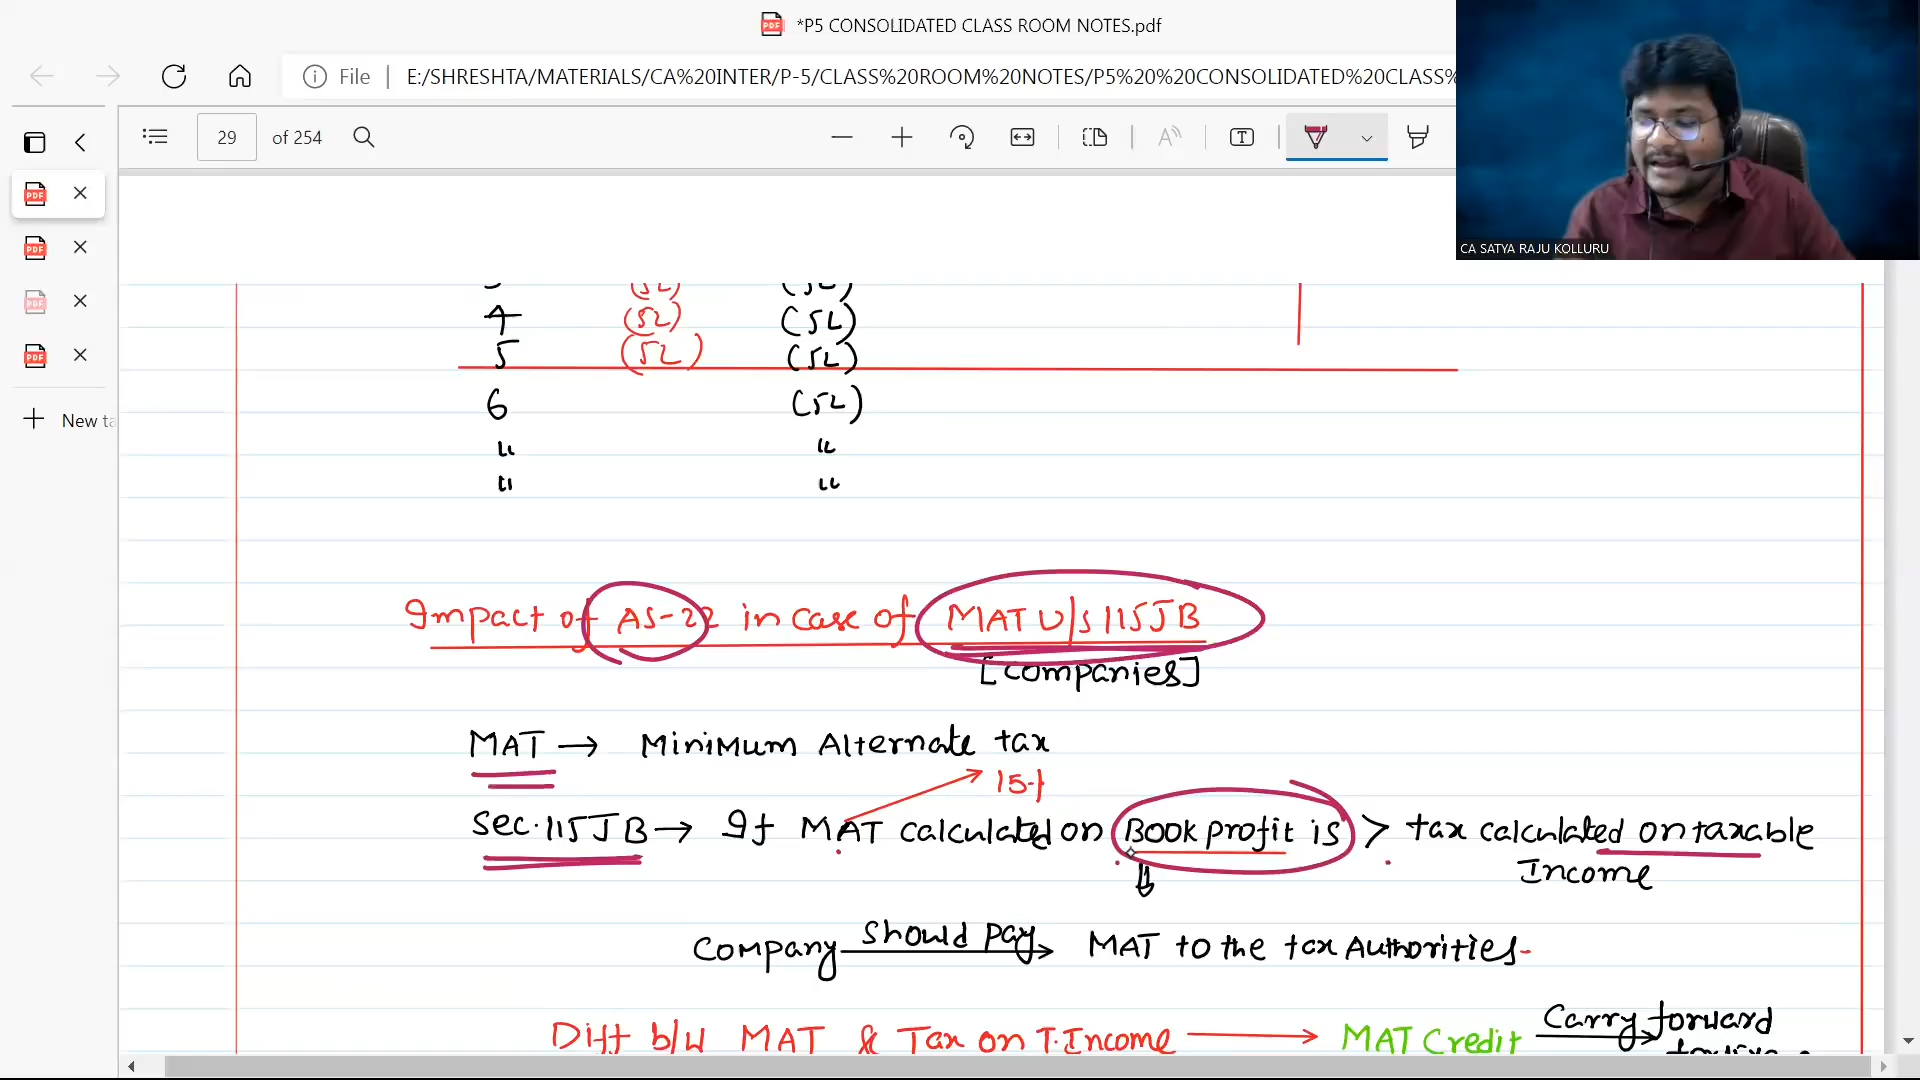 *P5 CONSOLIDATED CLASS ROOM NOTES.pdf
File | E:/SHRESHTA/MATERIALS/CA%20INTER/P-5/CLASS%20ROOM%20NOTES/P5%20%20CONSOLIDATED%20CLASS%
29 of 254
CA SATYA RAJU KOLLURU
New ta
4 (5L) (5L)
5 (5L) (5L)
6 (5L)
" "
" "
Impact of AS-22 in case of MAT U/s 115JB
[companies]
MAT → Minimum Alternate tax
15%
Sec.115JB → If MAT calculated on Book profit is > tax calculated on taxable
Income
Company should pay → MAT to the tax Authorities-
Diff b/w MAT & Tax on T.Income → MAT Credit Carry forward